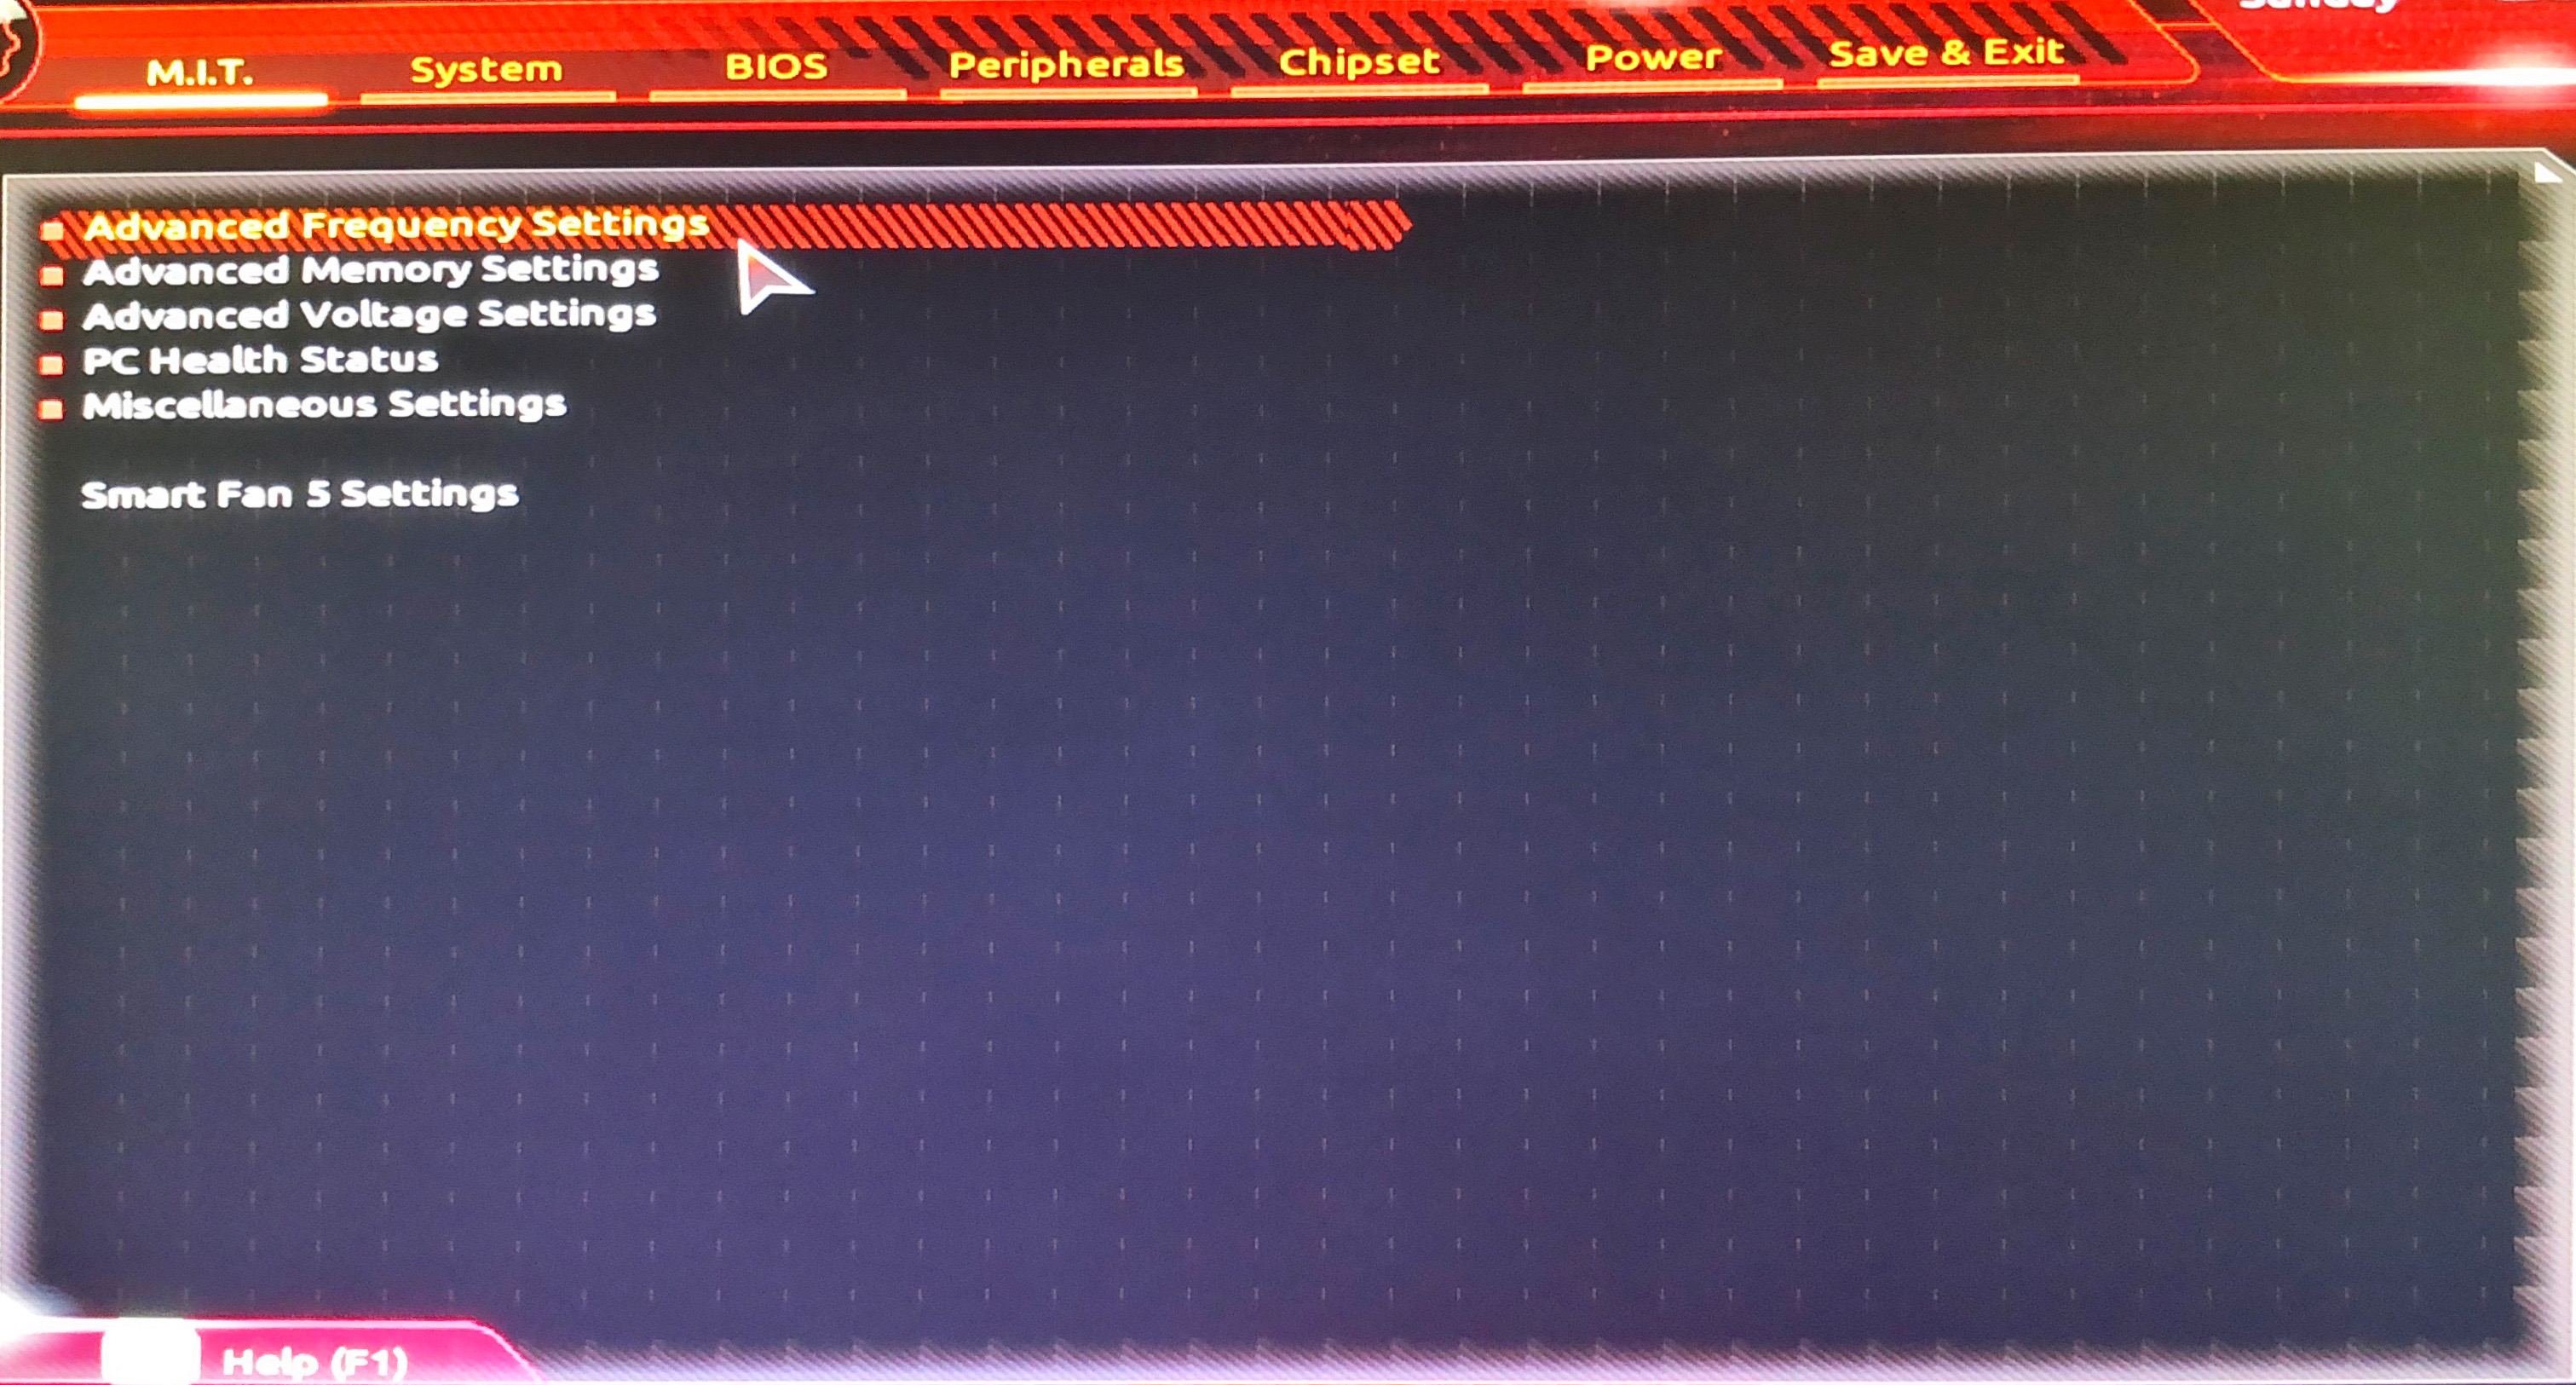 Sunday
M.I.T. System BIOS Peripherals Chipset Power Save & Exit
Advanced Frequency Settings
Advanced Memory Settings
Advanced Voltage Settings
PC Health Status
Miscellaneous Settings
Smart Fan 5 Settings
Help (F1)